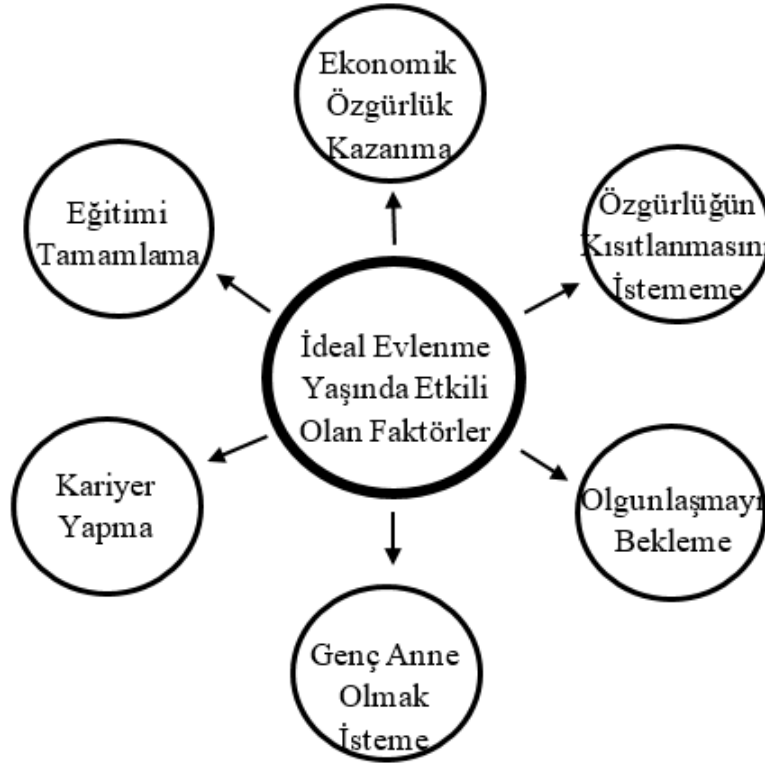 Ekonomik
Özgürlük
Kazanma
Eğitimi
Tamamlama
Özgürlüğün
Kısıtlanmasını
İstememe
İdeal Evlenme
Yaşında Etkili
Olan Faktörler
Kariyer
Yapma
Olgunlaşmayı
Bekleme
Genç Anne
Olmak
İsteme